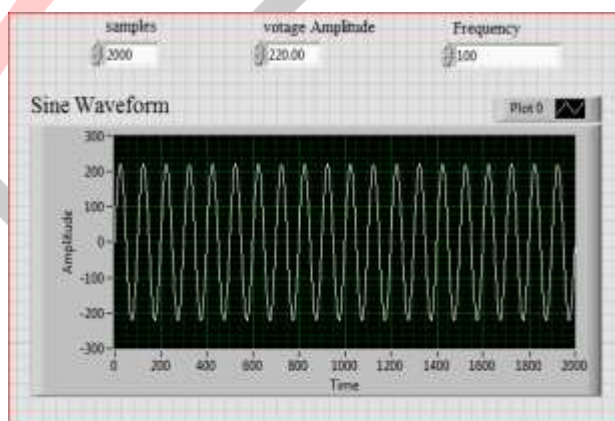 samples votage Amplitude Frequency
2000 220.00 100
Sine Waveform Plot 0
300
200
100
0
-100
-200
-300
Amplitude
0 200 400 600 800 1000 1200 1400 1600 1800 2000
Time